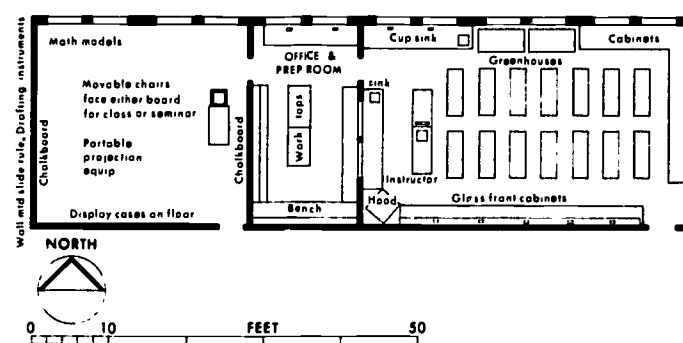 Wall mtd slide rule, Drafting instruments
Math models
Chalkboard
Movable chairs
face either board
for class or seminar
Portable
projection
equip
Display cases on floor
Chalkboard
OFFICE &
PREP ROOM
Work tops
Bench
Cup sink
Greenhouses
Cabinets
sink
Instructor
Hood
Glass front cabinets
NORTH
0 10 FEET 50